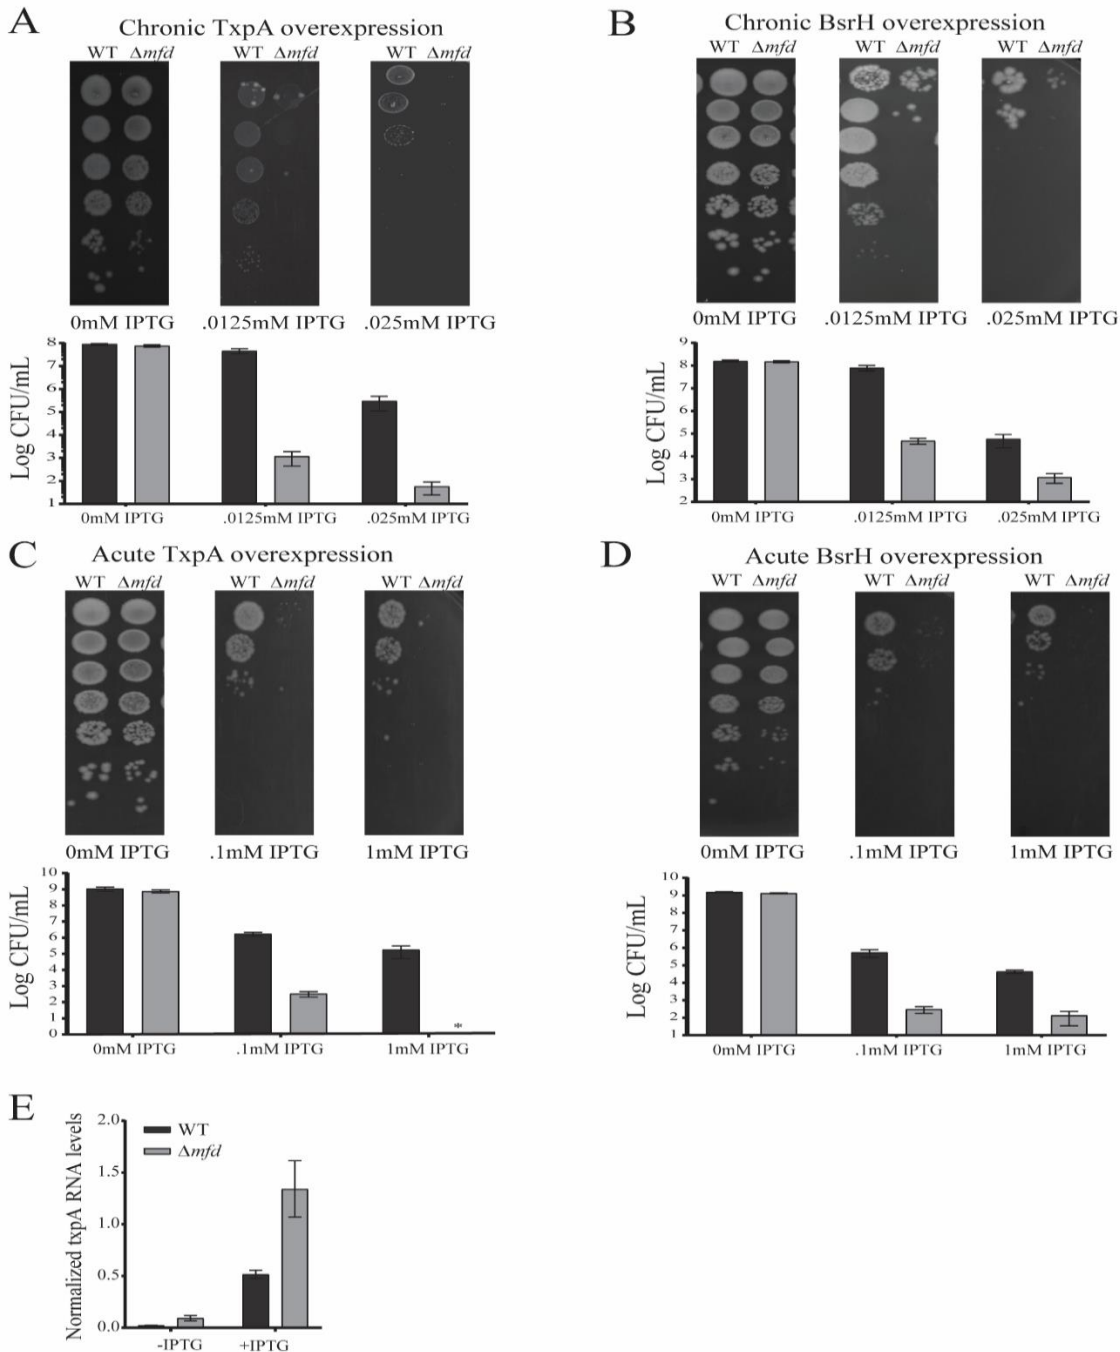 A
Chronic TxpA overexpression
WT Δmfd
0mM IPTG .0125mM IPTG .025mM IPTG
Log CFU/mL
8
7
6
5
4
3
2
1
0mM IPTG .0125mM IPTG .025mM IPTG
B
Chronic BsrH overexpression
WT Δmfd WT Δmfd WT Δmfd
0mM IPTG .0125mM IPTG .025mM IPTG
Log CFU/mL
9
8
7
6
5
4
3
2
0mM IPTG .0125mM IPTG .025mM IPTG
C
Acute TxpA overexpression
WT Δmfd WT Δmfd WT Δmfd
0mM IPTG .1mM IPTG 1mM IPTG
Log CFU/mL
10
9
8
7
6
5
4
3
2
1
0
*
0mM IPTG .1mM IPTG 1mM IPTG
D
Acute BsrH overexpression
WT Δmfd WT Δmfd WT Δmfd
0mM IPTG .1mM IPTG 1mM IPTG
Log CFU/mL
10
9
8
7
6
5
4
3
2
1
0mM IPTG .1mM IPTG 1mM IPTG
E
Normalized txpA RNA levels
2.0
1.5
1.0
0.5
0.0
WT
Δmfd
-IPTG +IPTG